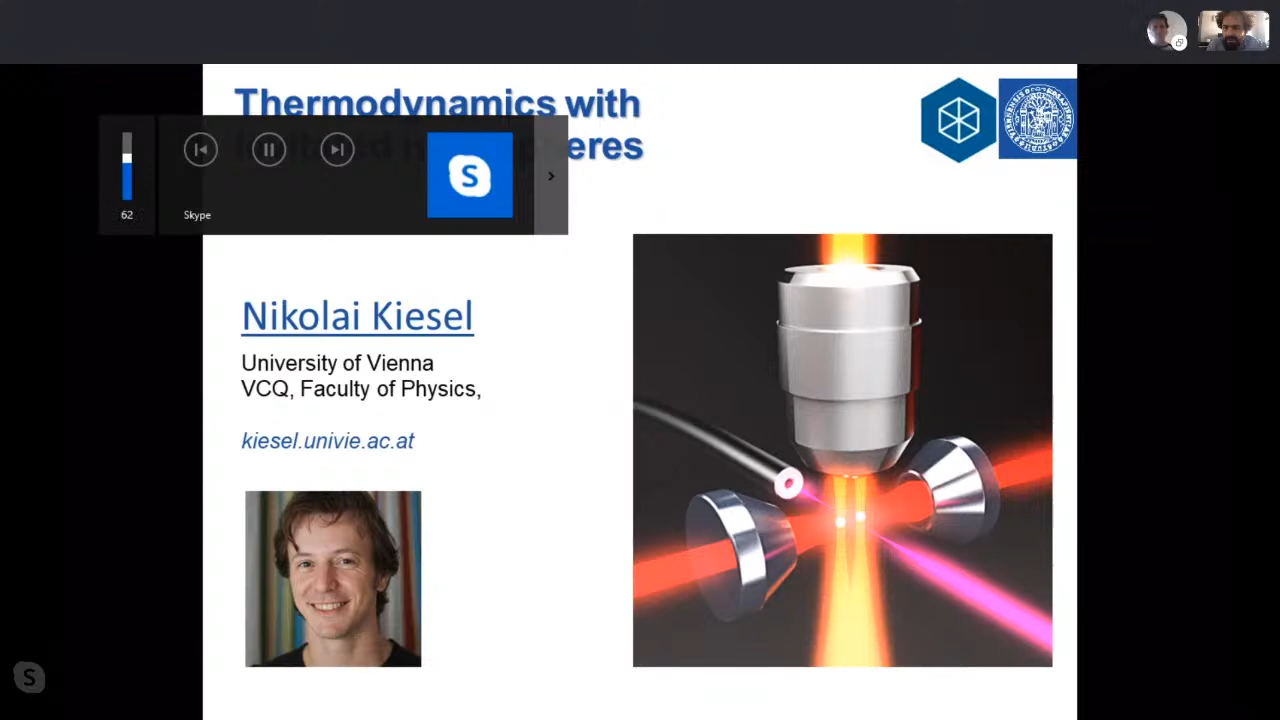 Thermodynamics with
eres
62
Skype
S
Nikolai Kiesel
University of Vienna
VCQ, Faculty of Physics,
kiesel.univie.ac.at
S